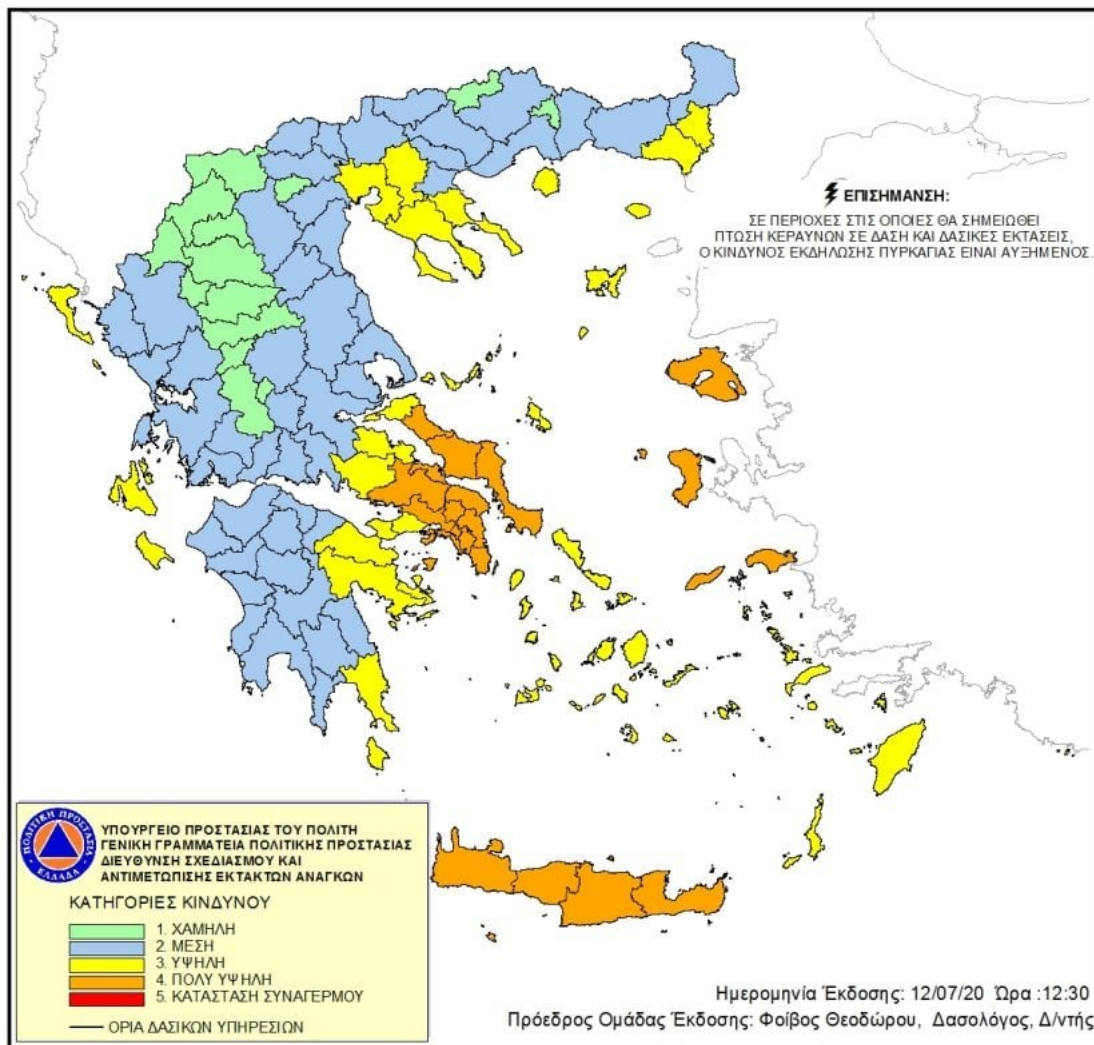 ΕΠΙΣΗΜΑΝΣΗ:
ΣΕ ΠΕΡΙΟΧΕΣ ΣΤΙΣ ΟΠΟΙΕΣ ΘΑ ΣΗΜΕΙΩΘΕΙ
ΠΤΩΣΗ ΚΕΡΑΥΝΩΝ ΣΕ ΔΑΣΗ ΚΑΙ ΔΑΣΙΚΕΣ ΕΚΤΑΣΕΙΣ,
Ο ΚΙΝΔΥΝΟΣ ΕΚΔΗΛΩΣΗΣ ΠΥΡΚΑΓΙΑΣ ΕΙΝΑΙ ΑΥΞΗΜΕΝΟΣ.
ΠΟΛΙΤΙΚΗ ΠΡΟΣΤΑΣΙΑ
ΕΛΛΑΔΑ
ΥΠΟΥΡΓΕΙΟ ΠΡΟΣΤΑΣΙΑΣ ΤΟΥ ΠΟΛΙΤΗ
ΓΕΝΙΚΗ ΓΡΑΜΜΑΤΕΙΑ ΠΟΛΙΤΙΚΗΣ ΠΡΟΣΤΑΣΙΑΣ
ΔΙΕΥΘΥΝΣΗ ΣΧΕΔΙΑΣΜΟΥ ΚΑΙ
ΑΝΤΙΜΕΤΩΠΙΣΗΣ ΕΚΤΑΚΤΩΝ ΑΝΑΓΚΩΝ
ΚΑΤΗΓΟΡΙΕΣ ΚΙΝΔΥΝΟΥ
1. ΧΑΜΗΛΗ
2. ΜΕΣΗ
3. ΥΨΗΛΗ
4. ΠΟΛΥ ΥΨΗΛΗ
5. ΚΑΤΑΣΤΑΣΗ ΣΥΝΑΓΕΡΜΟΥ
ΟΡΙΑ ΔΑΣΙΚΩΝ ΥΠΗΡΕΣΙΩΝ
Ημερομηνία Έκδοσης: 12/07/20 Ώρα :12:30
Πρόεδρος Ομάδας Έκδοσης: Φοίβος Θεοδώρου, Δασολόγος, Δ/ντής